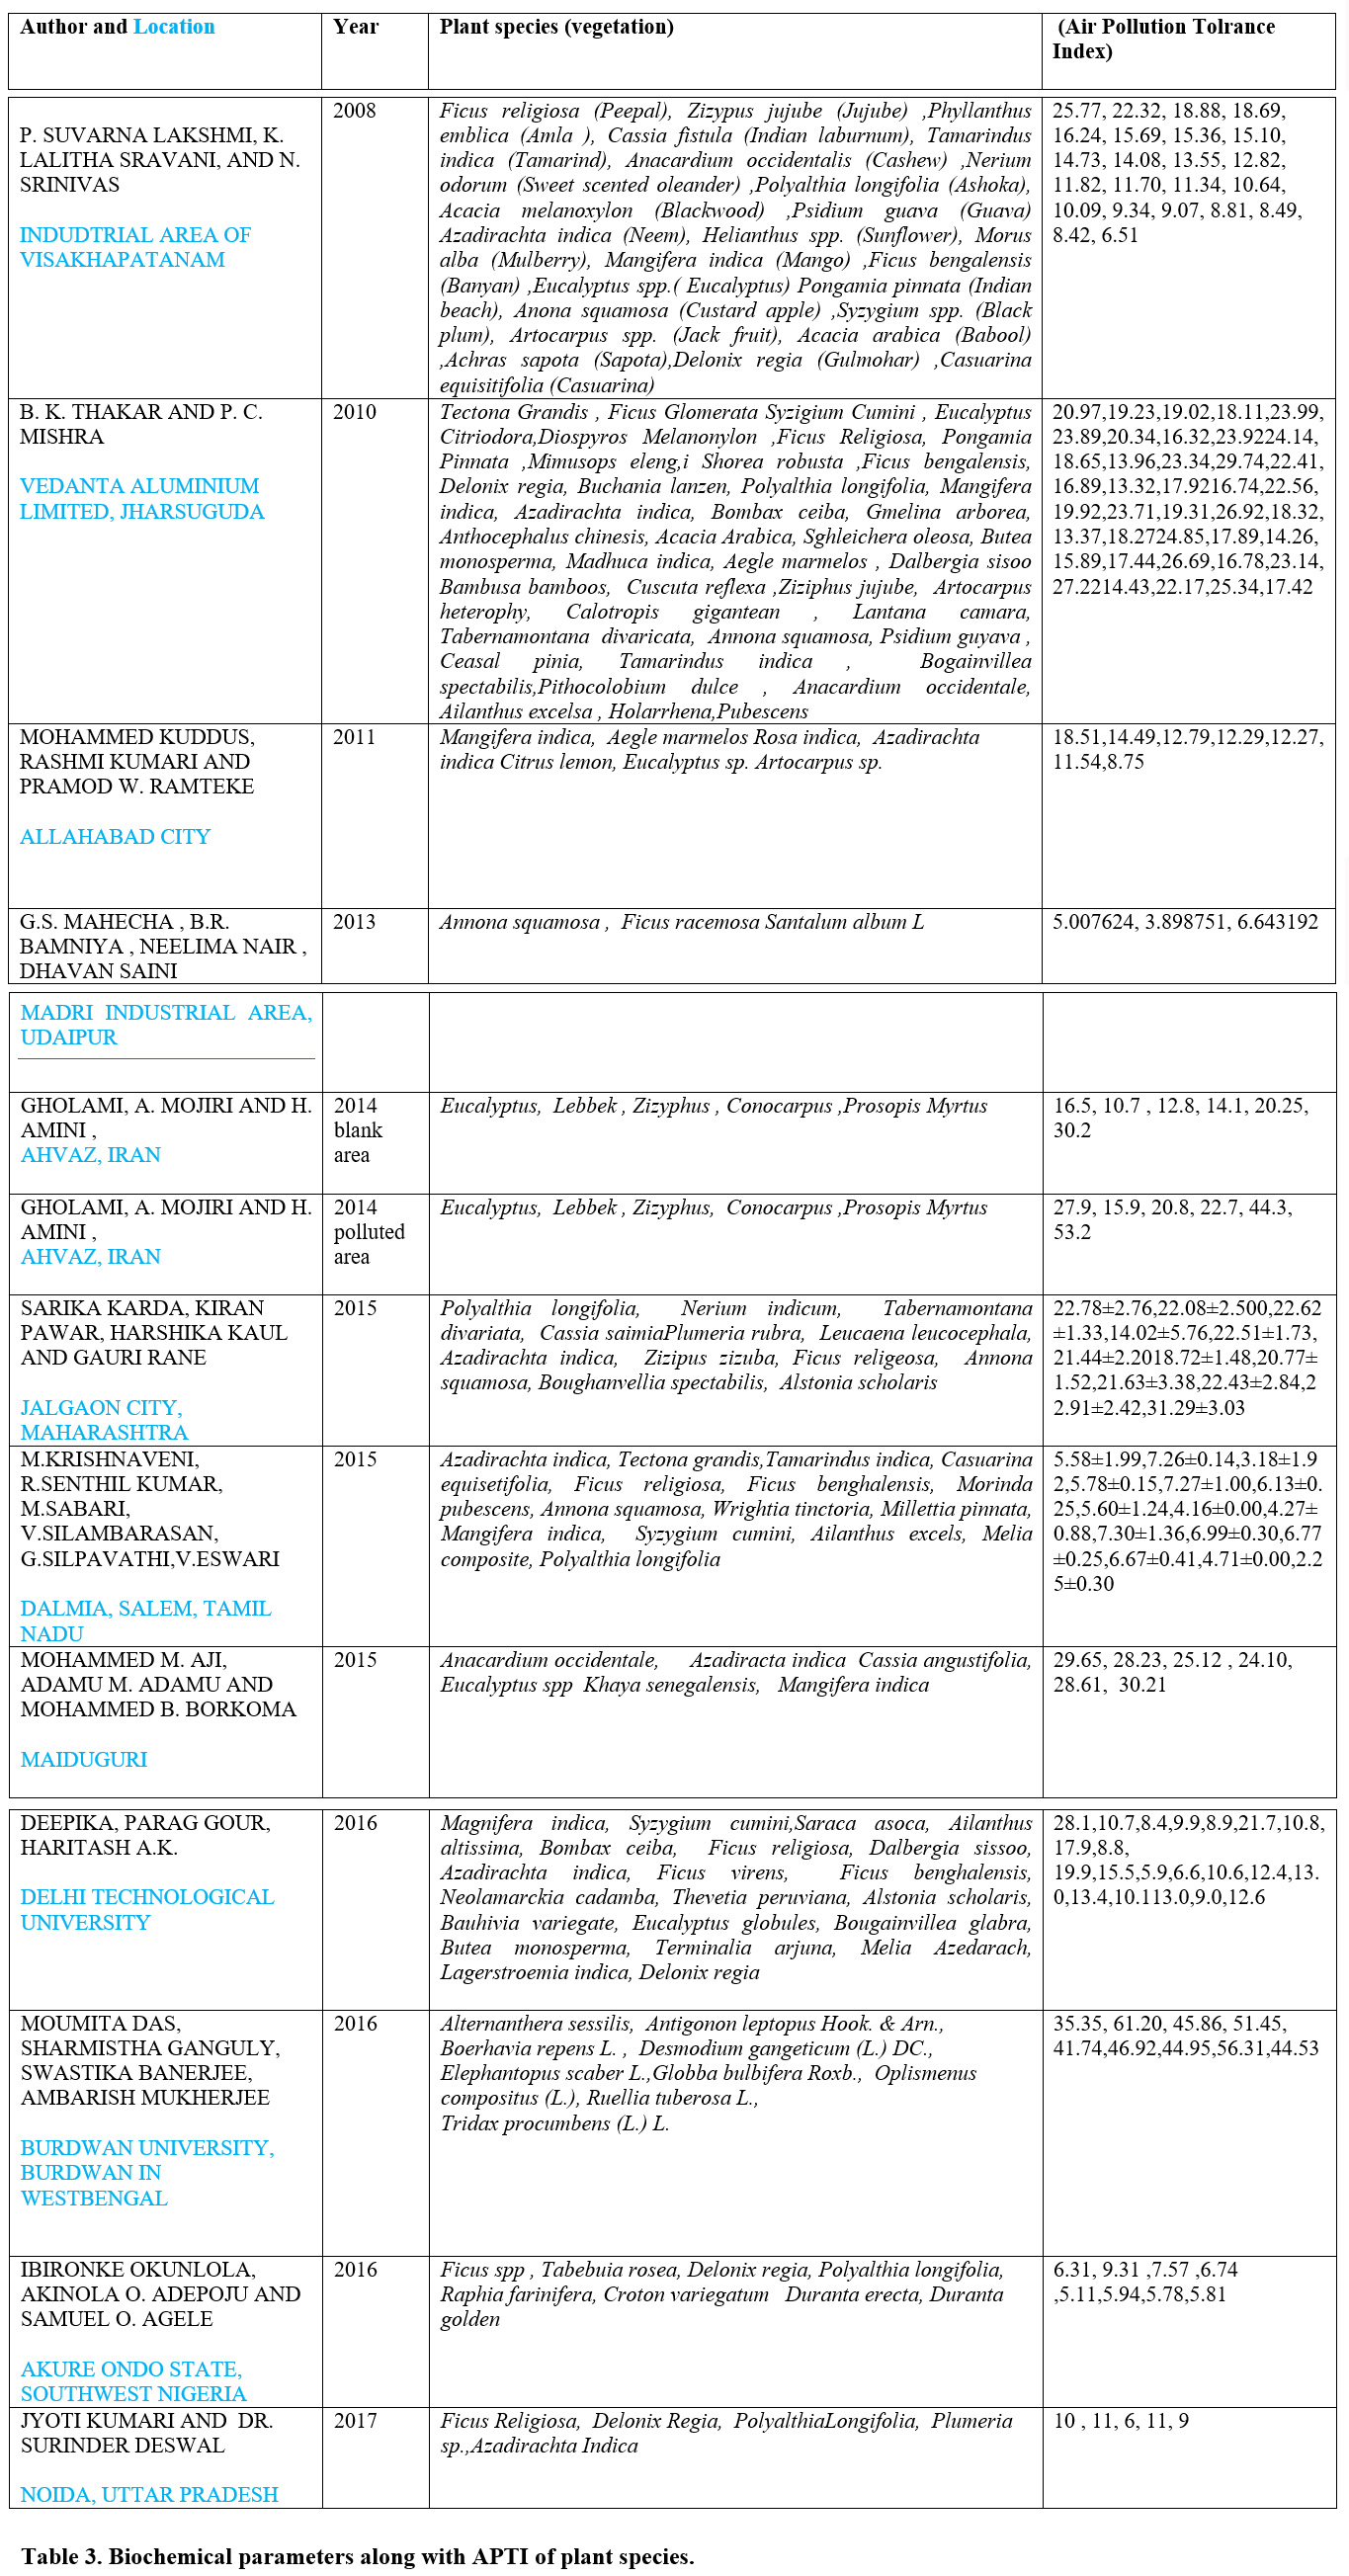 Author and Location Year Plant species (vegetation) (Air Pollution Tolrance
Index)
P. SUVARNA LAKSHMI, K.
LALITHA SRAVANI, AND N.
SRINIVAS
INDUDTRIAL AREA OF
VISAKHAPATANAM
2008
Ficus religiosa (Peepal), Zizypus jujube (Jujube) ,Phyllanthus
emblica (Amla ), Cassia fistula (Indian laburnum), Tamarindus
indica (Tamarind), Anacardium occidentalis (Cashew) ,Nerium
odorum (Sweet scented oleander) ,Polyalthia longifolia (Ashoka),
Acacia melanoxylon (Blackwood) ,Psidium guava (Guava)
Azadirachta indica (Neem), Helianthus spp. (Sunflower), Morus
alba (Mulberry), Mangifera indica (Mango) ,Ficus bengalensis
(Banyan) ,Eucalyptus spp.( Eucalyptus) Pongamia pinnata (Indian
beach), Anona squamosa (Custard apple) ,Syzygium spp. (Black
plum), Artocarpus spp. (Jack fruit), Acacia arabica (Babool)
,Achras sapota (Sapota),Delonix regia (Gulmohar) ,Casuarina
equisitifolia (Casuarina)
25.77, 22.32, 18.88, 18.69,
16.24, 15.69, 15.36, 15.10,
14.73, 14.08, 13.55, 12.82,
11.82, 11.70, 11.34, 10.64,
10.09, 9.34, 9.07, 8.81, 8.49,
8.42, 6.51
B. K. THAKAR AND P. C.
MISHRA
VEDANTA ALUMINIUM
LIMITED, JHARSUGUDA
2010
Tectona Grandis , Ficus Glomerata Syzigium Cumini , Eucalyptus
Citriodora,Diospyros Melanonylon ,Ficus Religiosa, Pongamia
Pinnata ,Mimusops eleng,i Shorea robusta ,Ficus bengalensis,
Delonix regia, Buchania lanzen, Polyalthia longifolia, Mangifera
indica, Azadirachta indica, Bombax ceiba, Gmelina arborea,
Anthocephalus chinesis, Acacia Arabica, Sghleichera oleosa, Butea
monosperma, Madhuca indica, Aegle marmelos , Dalbergia sisoo
Bambusa bamboos, Cuscuta reflexa ,Ziziphus jujube, Artocarpus
heterophy, Calotropis gigantean , Lantana camara,
Tabernamontana divaricata, Annona squamosa, Psidium guyava ,
Ceasal pinia, Tamarindus indica , Bogainvillea
spectabilis,Pithocolobium dulce , Anacardium occidentale,
Ailanthus excelsa , Holarrhena,Pubescens
20.97,19.23,19.02,18.11,23.99,
23.89,20.34,16.32,23.9224.14,
18.65,13.96,23.34,29.74,22.41,
16.89,13.32,17.9216.74,22.56,
19.92,23.71,19.31,26.92,18.32,
13.37,18.2724.85,17.89,14.26,
15.89,17.44,26.69,16.78,23.14,
27.2214.43,22.17,25.34,17.42
MOHAMMED KUDDUS,
RASHMI KUMARI AND
PRAMOD W. RAMTEKE
ALLAHABAD CITY
2011
Mangifera indica, Aegle marmelos Rosa indica, Azadirachta
indica Citrus lemon, Eucalyptus sp. Artocarpus sp.
18.51,14.49,12.79,12.29,12.27,
11.54,8.75
G.S. MAHECHA , B.R.
BAMNIYA , NEELIMA NAIR ,
DHAVAN SAINI
2013
Annona squamosa , Ficus racemosa Santalum album L
5.007624, 3.898751, 6.643192
MADRI INDUSTRIAL AREA,
UDAIPUR
GHOLAMI, A. MOJIRI AND H.
AMINI ,
AHVAZ, IRAN
2014
blank
area
Eucalyptus, Lebbek , Zizyphus , Conocarpus ,Prosopis Myrtus
16.5, 10.7 , 12.8, 14.1, 20.25,
30.2
GHOLAMI, A. MOJIRI AND H.
AMINI ,
AHVAZ, IRAN
2014
polluted
area
Eucalyptus, Lebbek , Zizyphus, Conocarpus ,Prosopis Myrtus
27.9, 15.9, 20.8, 22.7, 44.3,
53.2
SARIKA KARDA, KIRAN
PAWAR, HARSHIKA KAUL
AND GAURI RANE
JALGAON CITY,
MAHARASHTRA
2015
Polyalthia longifolia, Nerium indicum, Tabernamontana
divariata, Cassia saimiaPlumeria rubra, Leucaena leucocephala,
Azadirachta indica, Zizipus zizuba, Ficus religeosa, Annona
squamosa, Boughanvellia spectabilis, Alstonia scholaris
22.78±2.76,22.08±2.500,22.62
±1.33,14.02±5.76,22.51±1.73,
21.44±2.2018.72±1.48,20.77±
1.52,21.63±3.38,22.43±2.84,2
2.91±2.42,31.29±3.03
M.KRISHNAVENI,
R.SENTHIL KUMAR,
M.SABARI,
V.SILAMBARASAN,
G.SILPAVATHI,V.ESWARI
DALMIA, SALEM, TAMIL
NADU
2015
Azadirachta indica, Tectona grandis,Tamarindus indica, Casuarina
equisetifolia, Ficus religiosa, Ficus benghalensis, Morinda
pubescens, Annona squamosa, Wrightia tinctoria, Millettia pinnata,
Mangifera indica, Syzygium cumini, Ailanthus excels, Melia
composite, Polyalthia longifolia
5.58±1.99,7.26±0.14,3.18±1.9
2,5.78±0.15,7.27±1.00,6.13±0.
25,5.60±1.24,4.16±0.00,4.27±
0.88,7.30±1.36,6.99±0.30,6.77
±0.25,6.67±0.41,4.71±0.00,2.2
5±0.30
MOHAMMED M. AJI,
ADAMU M. ADAMU AND
MOHAMMED B. BORKOMA
MAIDUGURI
2015
Anacardium occidentale, Azadiracta indica Cassia angustifolia,
Eucalyptus spp Khaya senegalensis, Mangifera indica
29.65, 28.23, 25.12 , 24.10,
28.61, 30.21
DEEPIKA, PARAG GOUR,
HARITASH A.K.
DELHI TECHNOLOGICAL
UNIVERSITY
2016
Magnifera indica, Syzygium cumini,Saraca asoca, Ailanthus
altissima, Bombax ceiba, Ficus religiosa, Dalbergia sissoo,
Azadirachta indica, Ficus virens, Ficus benghalensis,
Neolamarckia cadamba, Thevetia peruviana, Alstonia scholaris,
Bauhivia variegate, Eucalyptus globules, Bougainvillea glabra,
Butea monosperma, Terminalia arjuna, Melia Azedarach,
Lagerstroemia indica, Delonix regia
28.1,10.7,8.4,9.9,8.9,21.7,10.8,
17.9,8.8,
19.9,15.5,5.9,6.6,10.6,12.4,13.
0,13.4,10.113.0,9.0,12.6
MOUMITA DAS,
SHARMISTHA GANGULY,
SWASTIKA BANERJEE,
AMBARISH MUKHERJEE
BURDWAN UNIVERSITY,
BURDWAN IN
WESTBENGAL
2016
Alternanthera sessilis, Antigonon leptopus Hook. & Arn.,
Boerhavia repens L. , Desmodium gangeticum (L.) DC.,
Elephantopus scaber L.,Globba bulbifera Roxb., Oplismenus
compositus (L.), Ruellia tuberosa L.,
Tridax procumbens (L.) L.
35.35, 61.20, 45.86, 51.45,
41.74,46.92,44.95,56.31,44.53
IBIRONKE OKUNLOLA,
AKINOLA O. ADEPOJU AND
SAMUEL O. AGELE
AKURE ONDO STATE,
SOUTHWEST NIGERIA
2016
Ficus spp , Tabebuia rosea, Delonix regia, Polyalthia longifolia,
Raphia farinifera, Croton variegatum Duranta erecta, Duranta
golden
6.31, 9.31 ,7.57 ,6.74
,5.11,5.94,5.78,5.81
JYOTI KUMARI AND DR.
SURINDER DESWAL
NOIDA, UTTAR PRADESH
2017
Ficus Religiosa, Delonix Regia, PolyalthiaLongifolia, Plumeria
sp.,Azadirachta Indica
10 , 11, 6, 11, 9
Table 3. Biochemical parameters along with APTI of plant species.